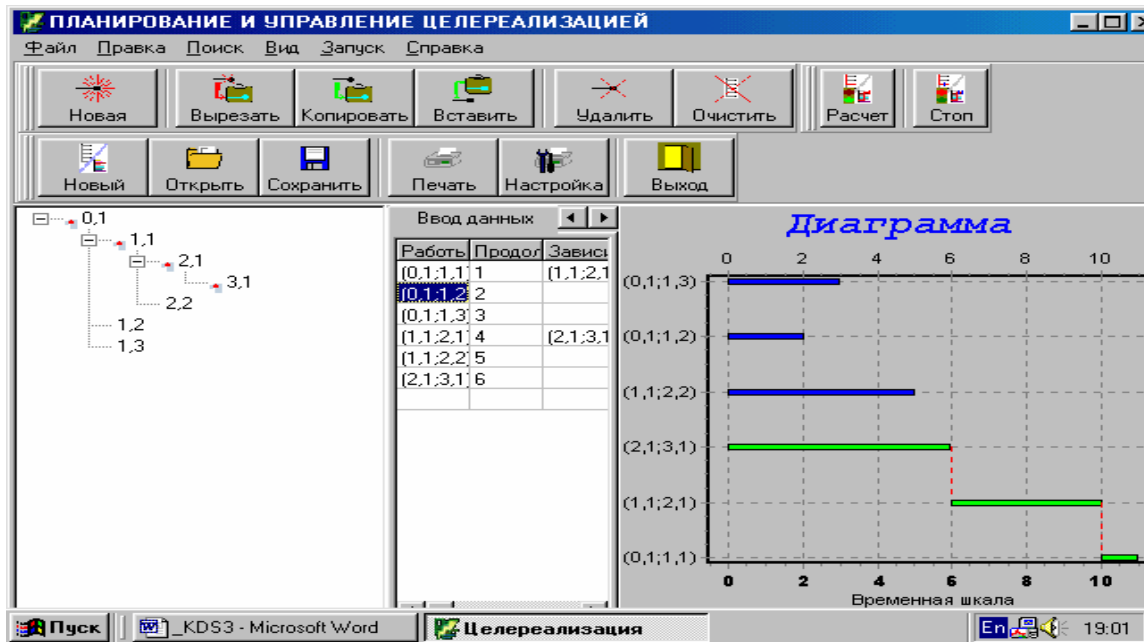 ПЛАНИРОВАНИЕ И УПРАВЛЕНИЕ ЦЕЛЕРЕАЛИЗАЦИЕЙ
Файл Правка Поиск Вид Запуск Справка
Новая Вырезать Копировать Вставить Удалить Очистить Расчет Стоп
Новый Открыть Сохранить Печать Настройка Выход
0,1
1,1
2,1
3,1
2,2
1,2
1,3
Ввод данных
Работь Продол Зависи
(0,1;1,1) 1 (1,1;2,1
(0,1;1,2 2
(0,1;1,3) 3
(1,1;2,1) 4 (2,1;3,1
(1,1;2,2) 5
(2,1;3,1) 6
Диаграмма
0 2 4 6 8 10
(0,1;1,3)
(0,1;1,2)
(1,1;2,2)
(2,1;3,1)
(1,1;2,1)
(0,1;1,1)
0 2 4 6 8 10
Временная шкала
Пуск _KDS3 - Microsoft Word Целереализация En 19:01